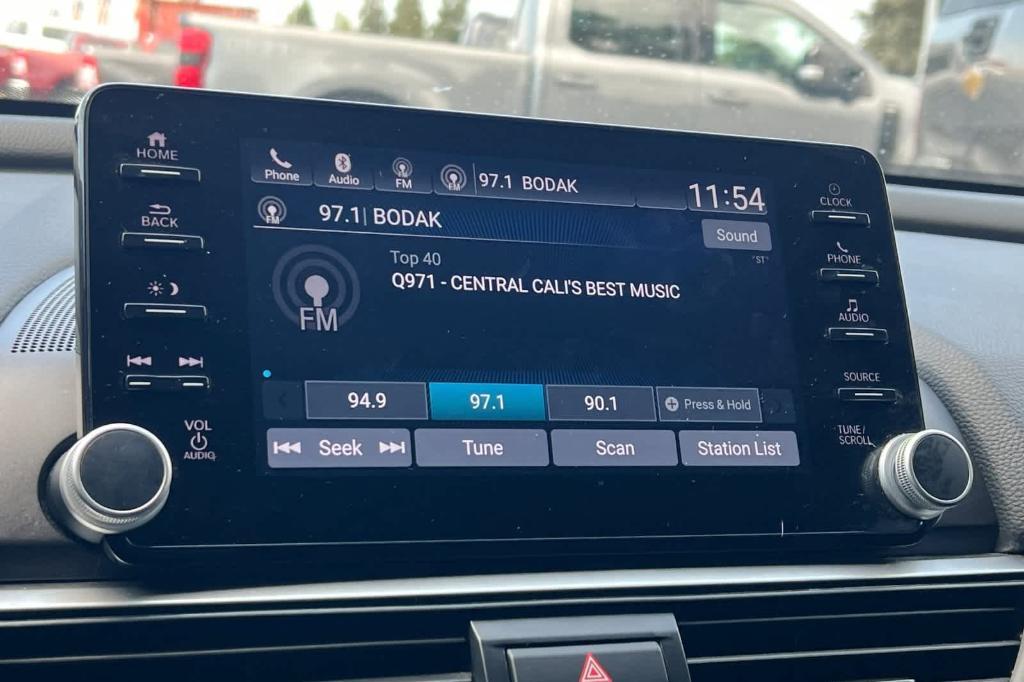 HOME
BACK
VOL
AUDIO
Phone
Audio
FM
FM
97.1 BODAK
11:54
FM
97.1 BODAK
Sound
Top 40
"ST"
Q971 - CENTRAL CALI'S BEST MUSIC
FM
94.9
97.1
90.1
Press & Hold
Seek
Tune
Scan
Station List
CLOCK
PHONE
AUDIO
SOURCE
TUNE/
SCROLL